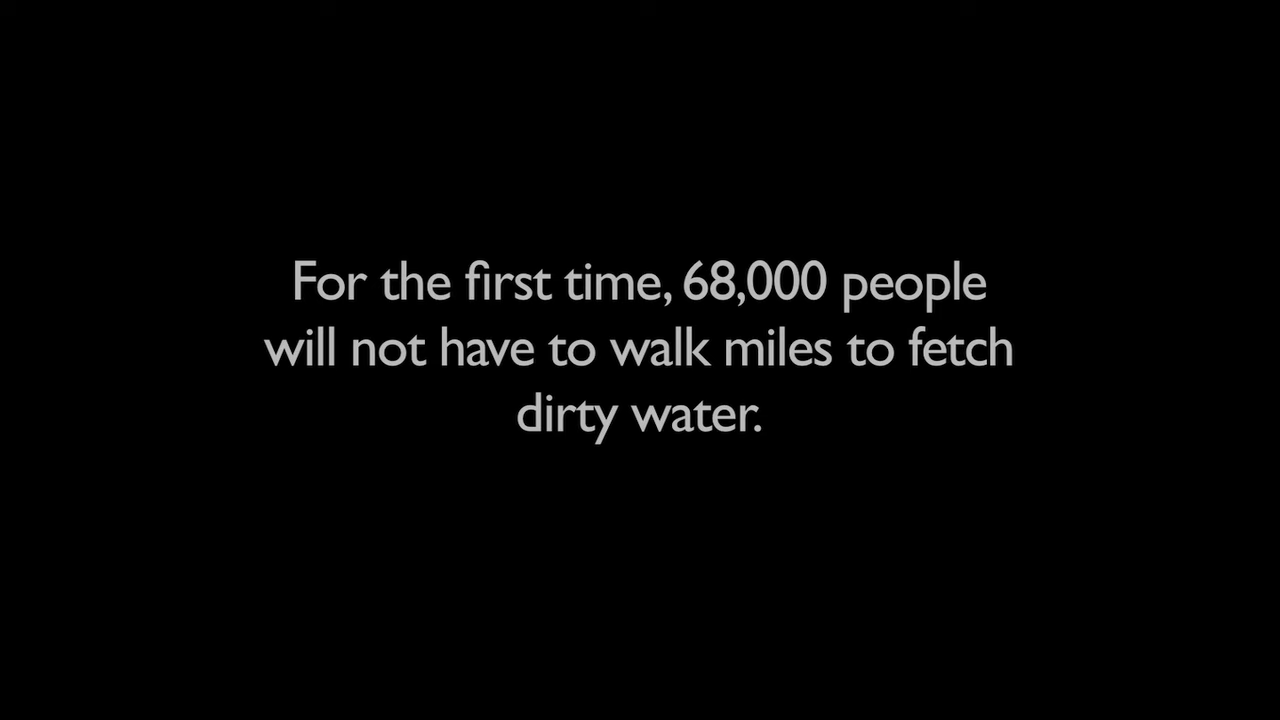 For the first time, 68,000 people
will not have to walk miles to fetch
dirty water.